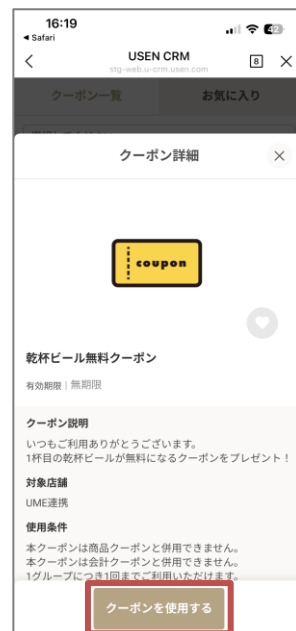 16:19
◀ Safari
42
USEN CRM
stg-web.u-crm.usen.com
8
クーポン一覧
お気に入り
クーポン詳細
coupon
乾杯ビール無料クーポン
有効期限｜無期限
クーポン説明
いつもご利用ありがとうございます。
1杯目の乾杯ビールが無料になるクーポンをプレゼント！
対象店舗
UME連携
使用条件
本クーポンは商品クーポンと併用できません。
本クーポンは会計クーポンと併用できません。
1グループにつき1回までご利用いただけます。
クーポンを使用する